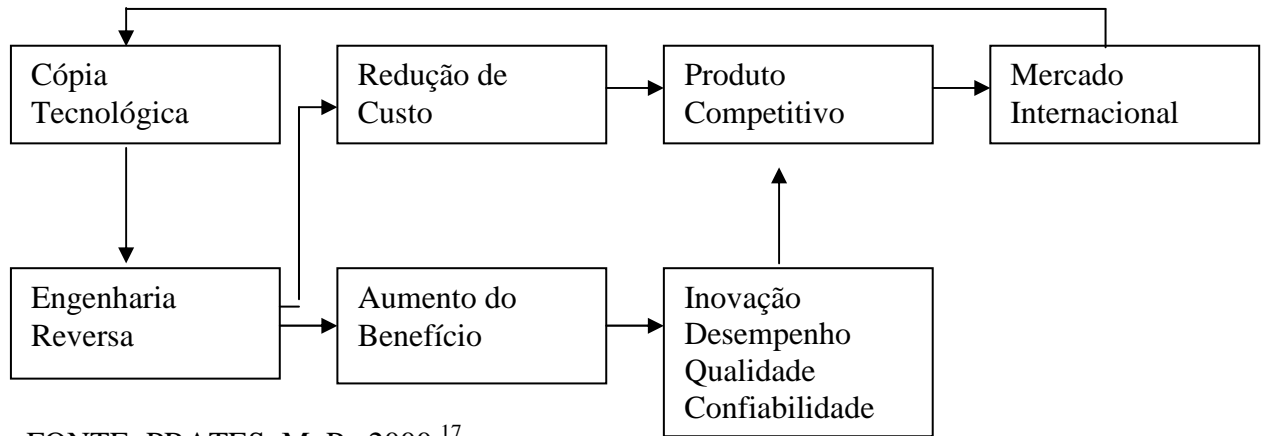 Cópia
Tecnológica
Redução de
Custo
Produto
Competitivo
Mercado
Internacional
Engenharia
Reversa
Aumento do
Benefício
Inovação
Desempenho
Qualidade
Confiabilidade